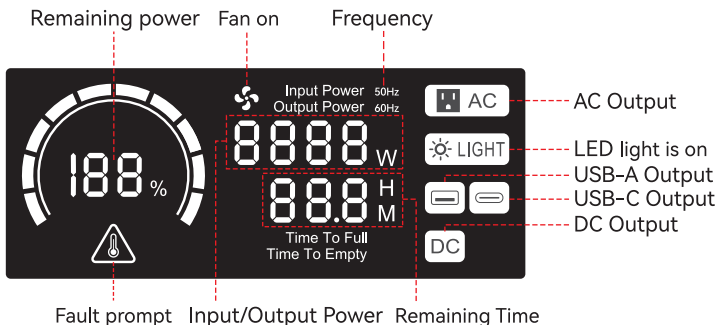 Remaining power
Fan on
Frequency
Input Power 50Hz
Output Power 60Hz
AC
AC Output
8888 W
LIGHT
LED light is on
188 %
USB-A Output
88.8 H M
USB-C Output
DC Output
Time To Full
Time To Empty
DC
Fault prompt
Input/Output Power
Remaining Time